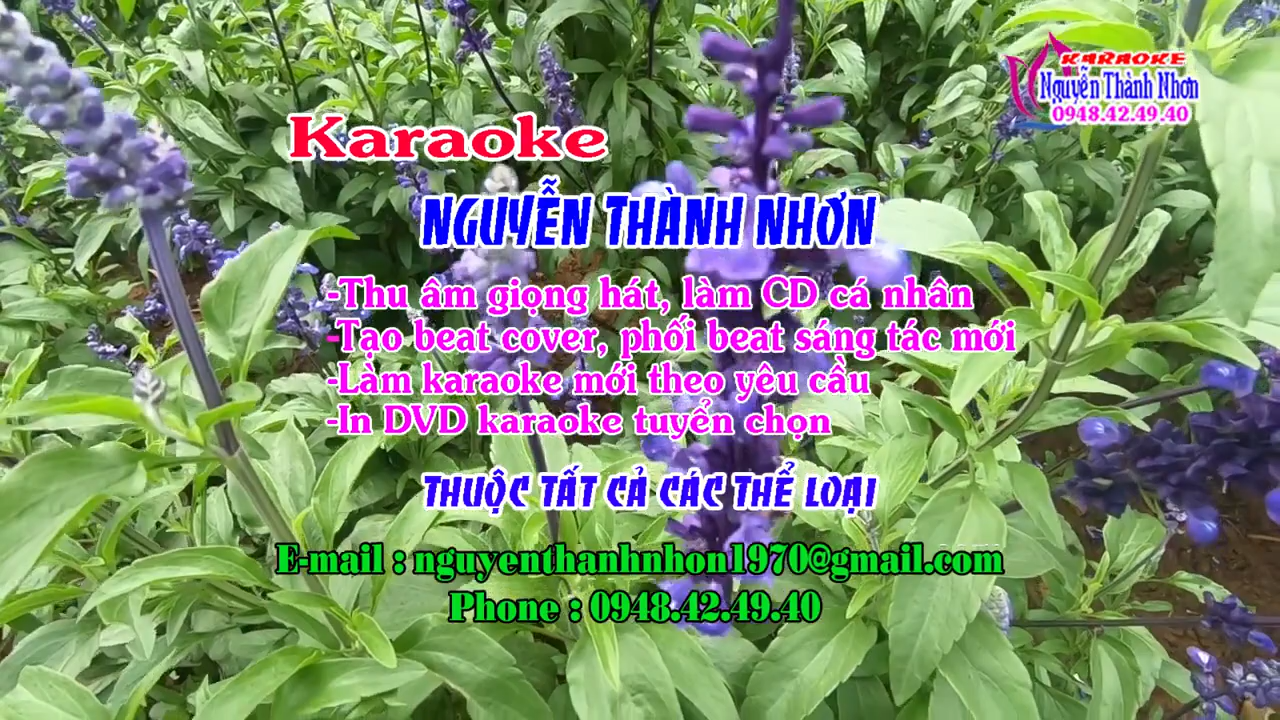 KARAOKE
Nguyễn Thành Nhơn
0948.42.49.40
Karaoke
NGUYỄN THÀNH NHƠN
-Thu âm giọng hát, làm CD cá nhân
-Tạo beat cover, phối beat sáng tác mới
-Làm karaoke mới theo yêu cầu
-In DVD karaoke tuyển chọn
THUỘC TẤT CẢ CÁC THỂ LOẠI
E-mail : nguyenthanhnhon1970@gmail.com
Phone : 0948.42.49.40